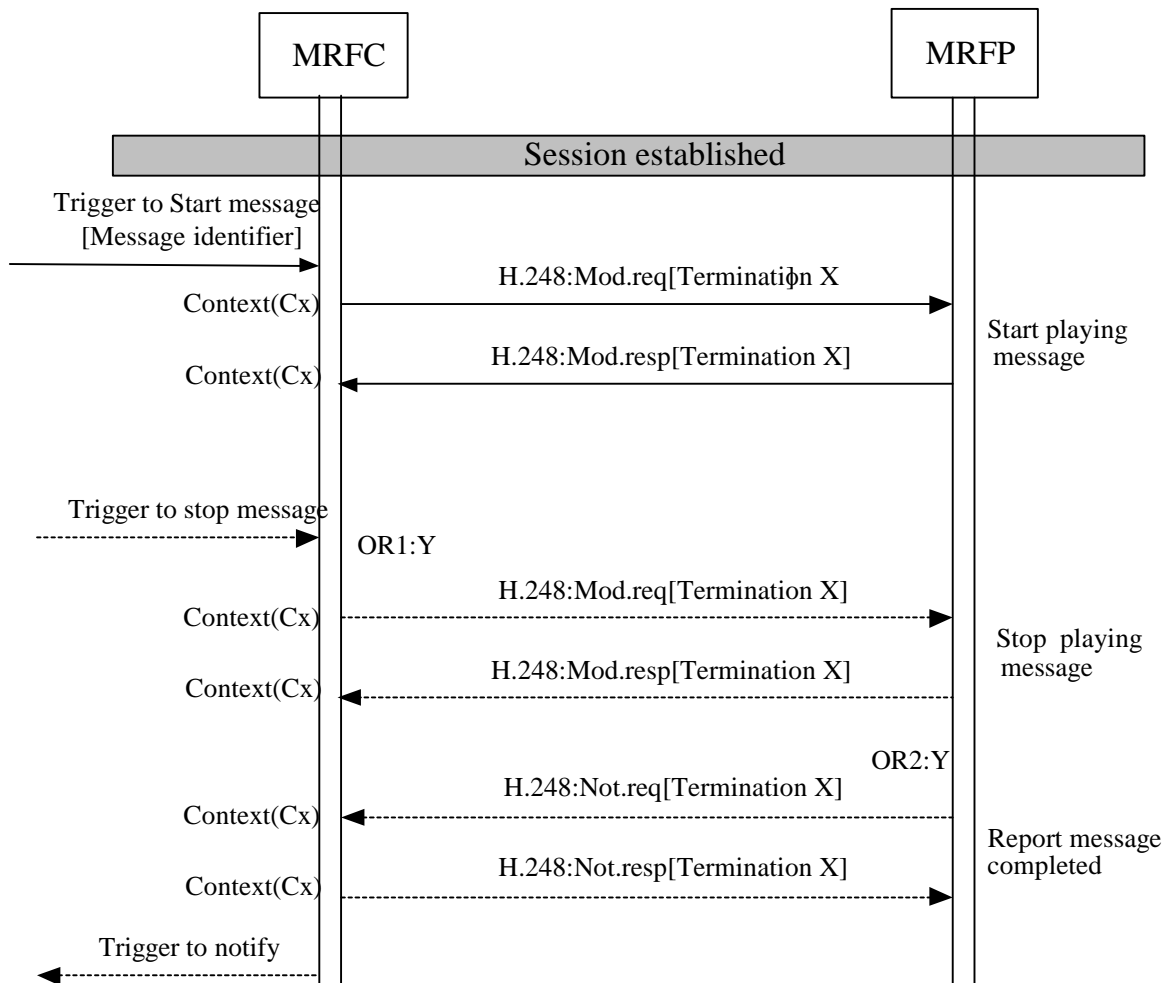 MRFC
MRFP
Session established
Trigger to Start message
[Message identifier]
H.248:Mod.req[Termination X]
Context(Cx)
Start playing
message
H.248:Mod.resp[Termination X]
Context(Cx)
Trigger to stop message
OR1:Y
H.248:Mod.req[Termination X]
Context(Cx)
Stop playing
message
H.248:Mod.resp[Termination X]
Context(Cx)
OR2:Y
H.248:Not.req[Termination X]
Context(Cx)
Report message
completed
H.248:Not.resp[Termination X]
Context(Cx)
Trigger to notify